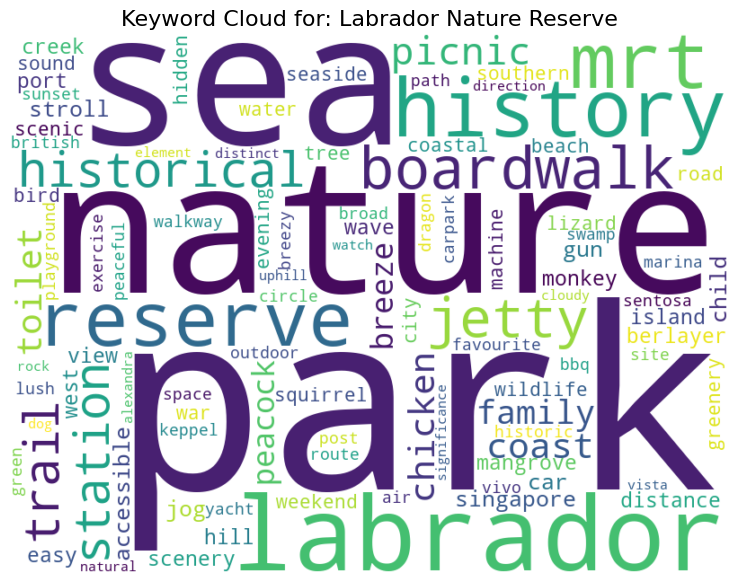 Keyword Cloud for: Labrador Nature Reserve
creek
sound
port
sunset
stroll
scenic
british
hidden
sea
seaside
water
picnic
path
southern
direction
mrt
history
element
distinct
tree
coastal
beach
historical
boardwalk
road
bird
nature
walkway
evening
breezy
broad
wave
watch
dragon
carpark
machine
lizard
swamp
gun
marina
monkey
child
exercise
peaceful
playground
toilet
uphill
circle
breeze
city
cloudy
sentosa
island
reserve
jetty
berlayer
rock
view
outdoor
favourite
bbq
site
lush
west
alexandra
park
space
squirrel
wildlife
greenery
trail
station
war
keppel
peacock
post
route
chicken
significance
family
historic
coast
dog
green
accessible
mangrove
jog
yacht
weekend
air
vivo
car
singapore
vista
distance
easy
hill
scenery
natural
labrador